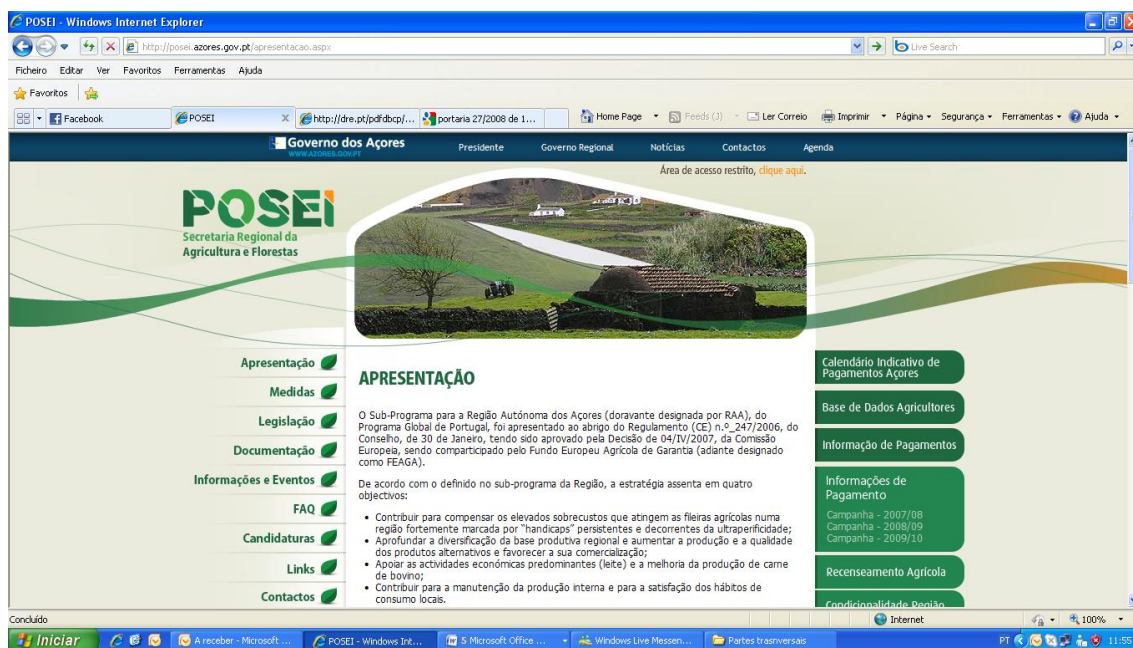 POSEI - Windows Internet Explorer
http://posei.azores.gov.pt/apresentacao.aspx
Live Search
Ficheiro Editar Ver Favoritos Ferramentas Ajuda
Favoritos
Facebook POSEI http://dre.pt/pdfdbcp/... portaria 27/2008 de 1... Home Page Feeds (J) Ler Correio Imprimir Página Segurança Ferramentas Ajuda
Governo dos Açores
WWW.AZORES.GOV.PT
Presidente Governo Regional Notícias Contactos Agenda
Área de acesso restrito, clique aqui.
POSEI
Secretaria Regional da
Agricultura e Florestas
Apresentação
Medidas
Legislação
Documentação
Informações e Eventos
FAQ
Candidaturas
Links
Contactos
APRESENTAÇÃO
O Sub-Programa para a Região Autónoma dos Açores (doravante designada por RAA), do
Programa Global de Portugal, foi apresentado ao abrigo do Regulamento (CE) n.º_247/2006, do
Conselho, de 30 de Janeiro, tendo sido aprovado pela Decisão de 04/IV/2007, da Comissão
Europeia, sendo comparticipado pelo Fundo Europeu Agrícola de Garantia (adiante designado
como FEAGA).
De acordo com o definido no sub-programa da Região, a estratégia assenta em quatro
objectivos:
• Contribuir para compensar os elevados sobrecustos que atingem as fileiras agrícolas numa
região fortemente marcada por "handicaps" persistentes e decorrentes da ultraperificidade;
• Aprofundar a diversificação da base produtiva regional e aumentar a produção e a qualidade
dos produtos alternativos e favorecer a sua comercialização;
• Apoiar as actividades económicas predominantes (leite) e a melhoria da produção de carne
de bovino;
• Contribuir para a manutenção da produção interna e para a satisfação dos hábitos de
consumo locais.
Calendário Indicativo de
Pagamentos Açores
Base de Dados Agricultores
Informação de Pagamentos
Informações de
Pagamento
Campanha - 2007/08
Campanha - 2008/09
Campanha - 2009/10
Recenseamento Agrícola
Condicionalidade Região
Concluído Internet 100%
Iniciar A receber - Microsoft ... POSEI - Windows Int... 5 Microsoft Office ... Windows Live Messen... Partes trasnversais PT 11:55